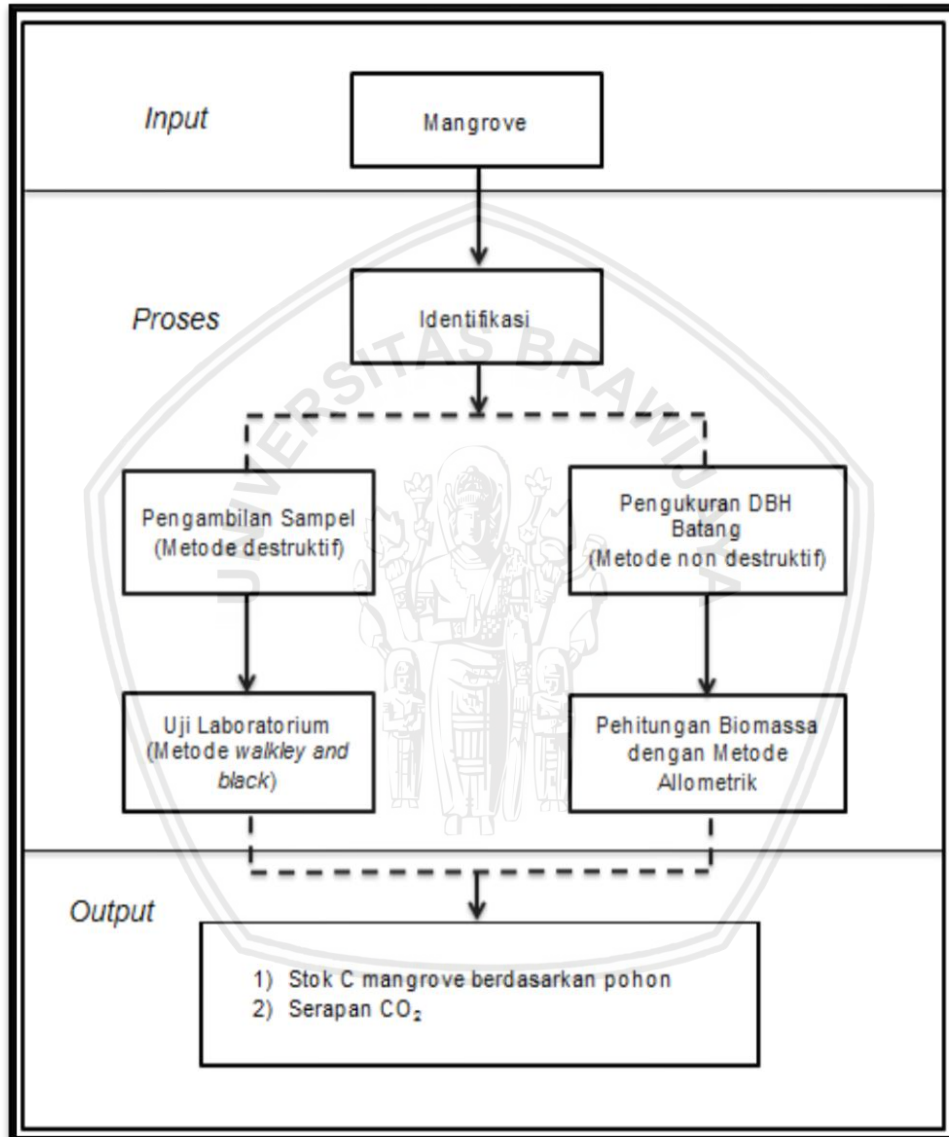 Input
Mangrove
Proses
Identifikasi
UNIVERSITAS BRAWIJAYA
Pengambilan Sampel
(Metode destruktif)
Pengukuran DBH
Batang
(Metode non destruktif)
Uji Laboratorium
(Metode walkley and
black)
Pehitungan Biomassa
dengan Metode
Allometrik
Output
1) Stok C mangrove berdasarkan pohon
2) Serapan CO₂